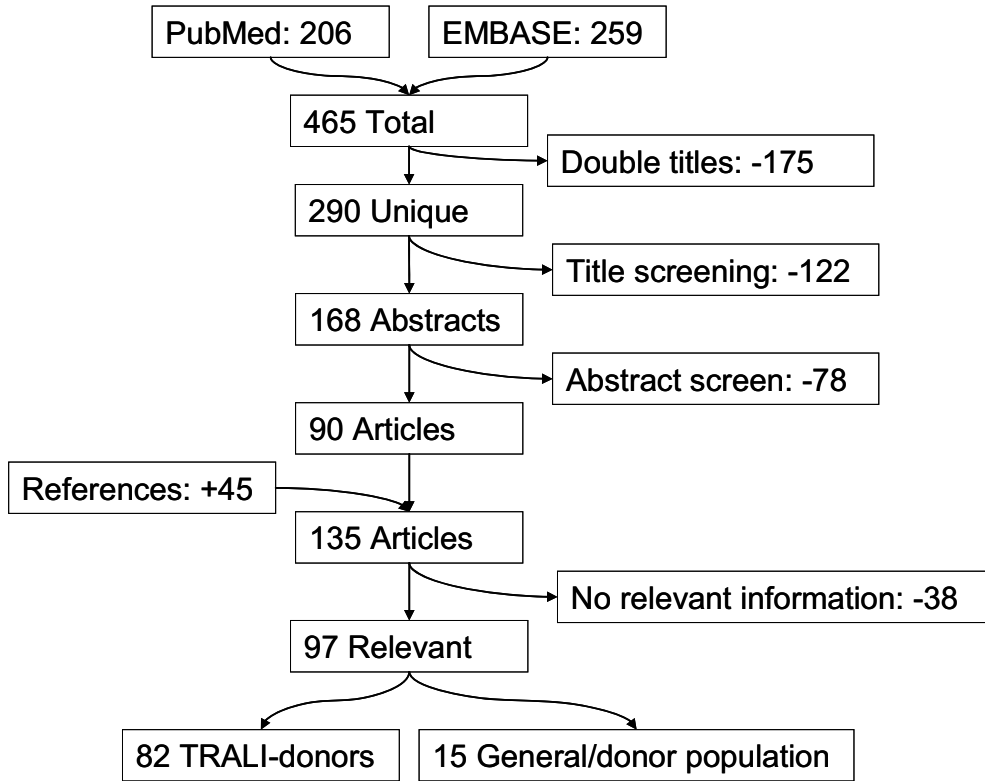 PubMed: 206
EMBASE: 259
465 Total
Double titles: -175
290 Unique
Title screening: -122
168 Abstracts
Abstract screen: -78
90 Articles
References: +45
135 Articles
No relevant information: -38
97 Relevant
82 TRALI-donors
15 General/donor population